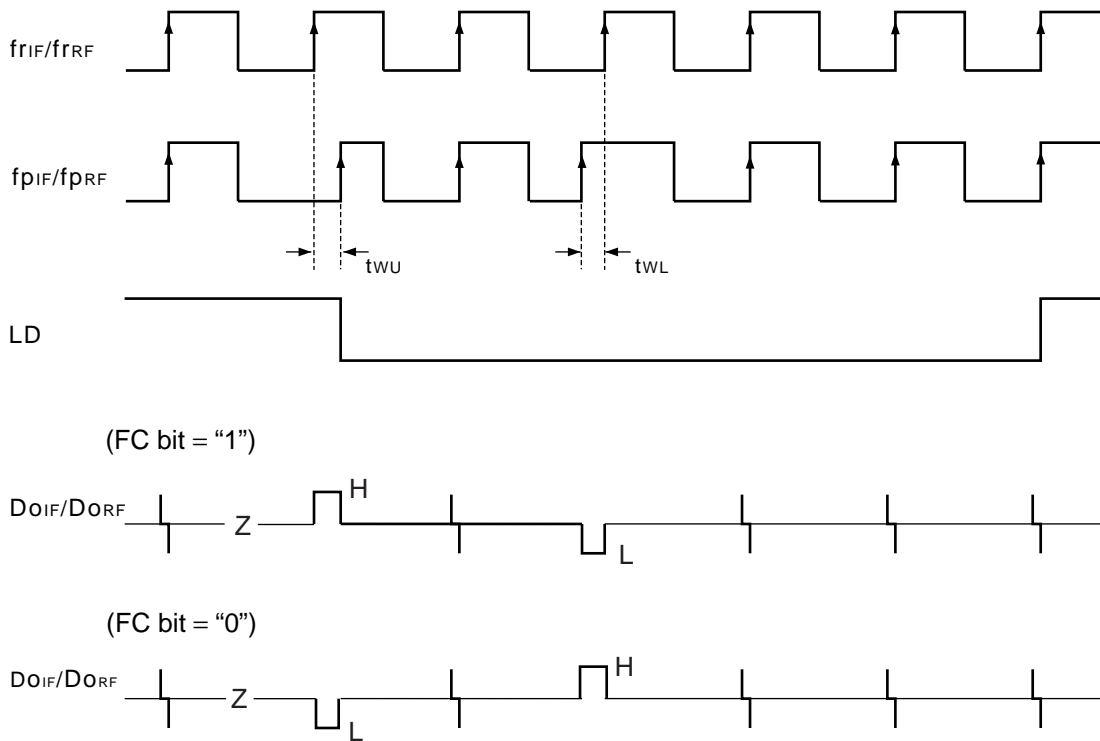 frIF/frRF
fpIF/fpRF
tWU
tWL
LD
(FC bit = “1”)
DoIF/DoRF
H
Z
L
(FC bit = “0”)
DoIF/DoRF
H
Z
L